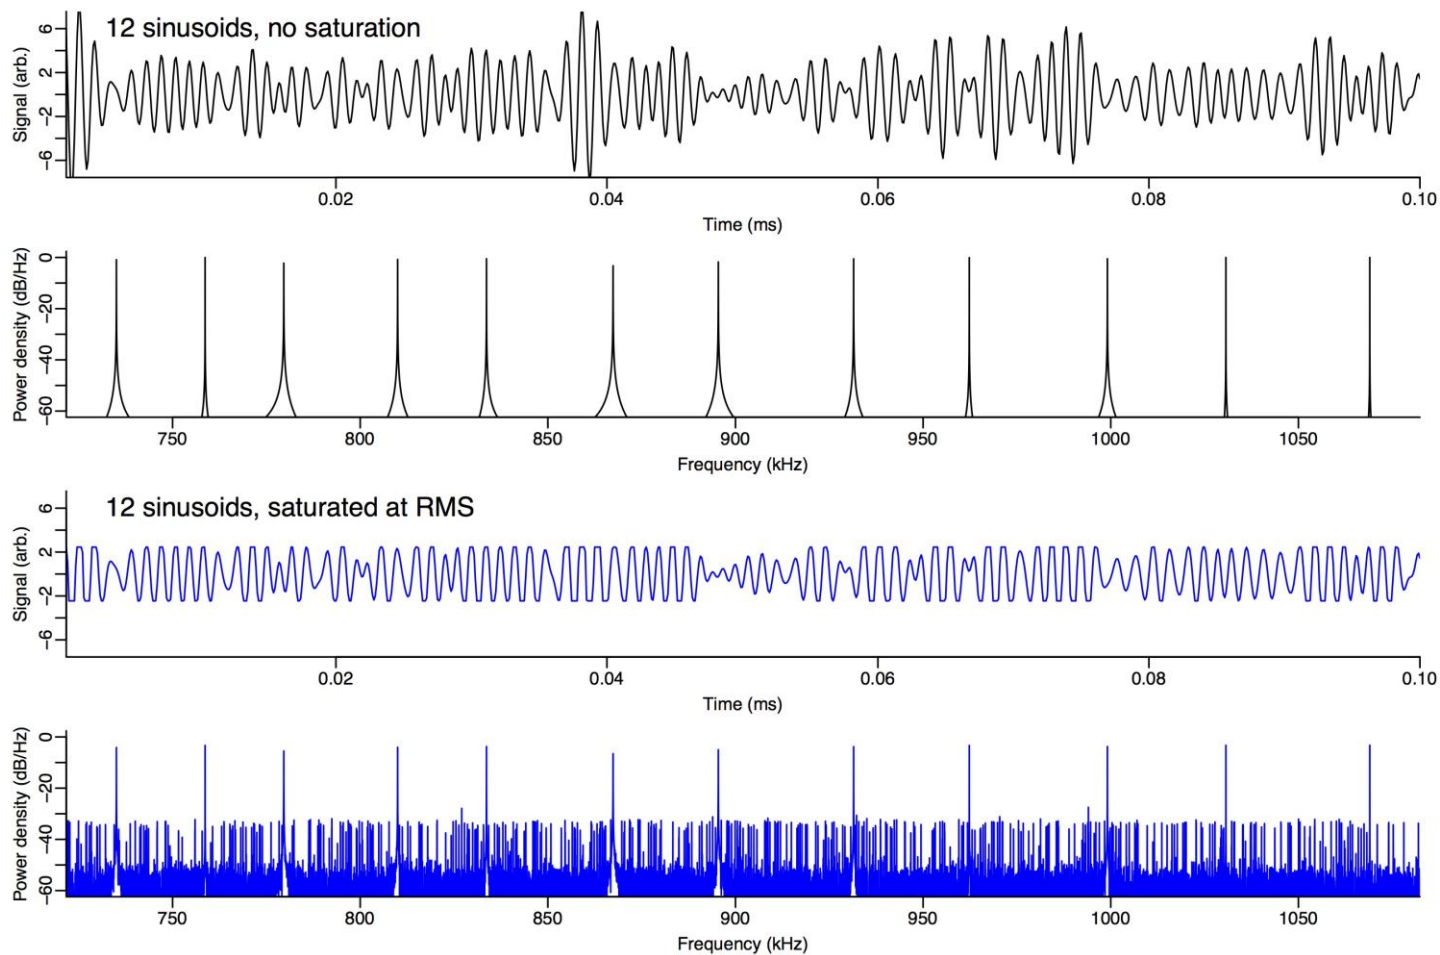 12 sinusoids, no saturation
Signal (arb.)
6
2
−2
−6
0.02 0.04 0.06 0.08 0.10
Time (ms)
Power density (dB/Hz)
0
−20
−40
−60
750 800 850 900 950 1000 1050
Frequency (kHz)
12 sinusoids, saturated at RMS
Signal (arb.)
6
2
−2
−6
0.02 0.04 0.06 0.08 0.10
Time (ms)
Power density (dB/Hz)
0
−20
−40
−60
750 800 850 900 950 1000 1050
Frequency (kHz)